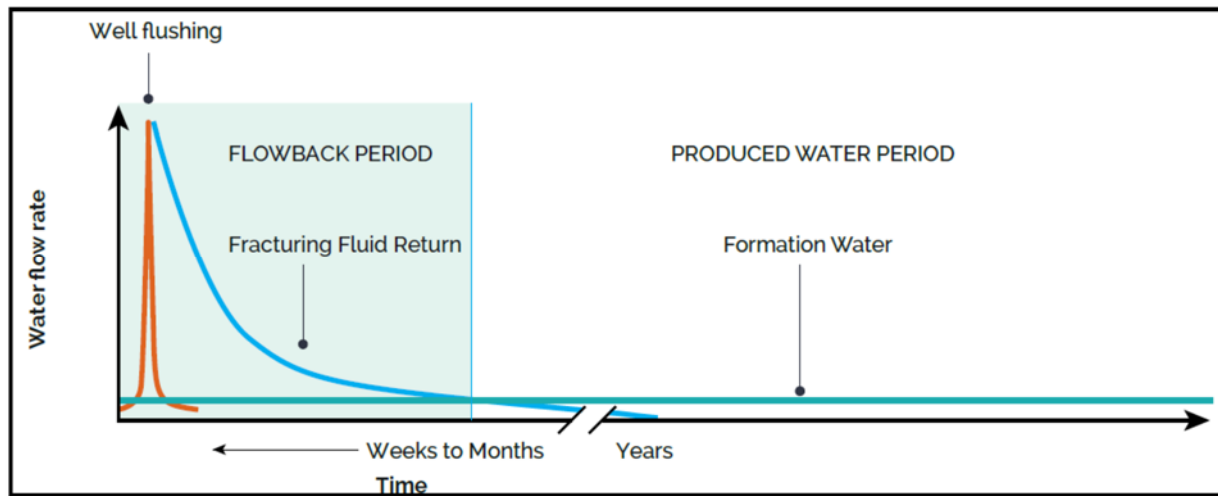 Well flushing
FLOWBACK PERIOD
PRODUCED WATER PERIOD
Water flow rate
Fracturing Fluid Return
Formation Water
Weeks to Months
Years
Time